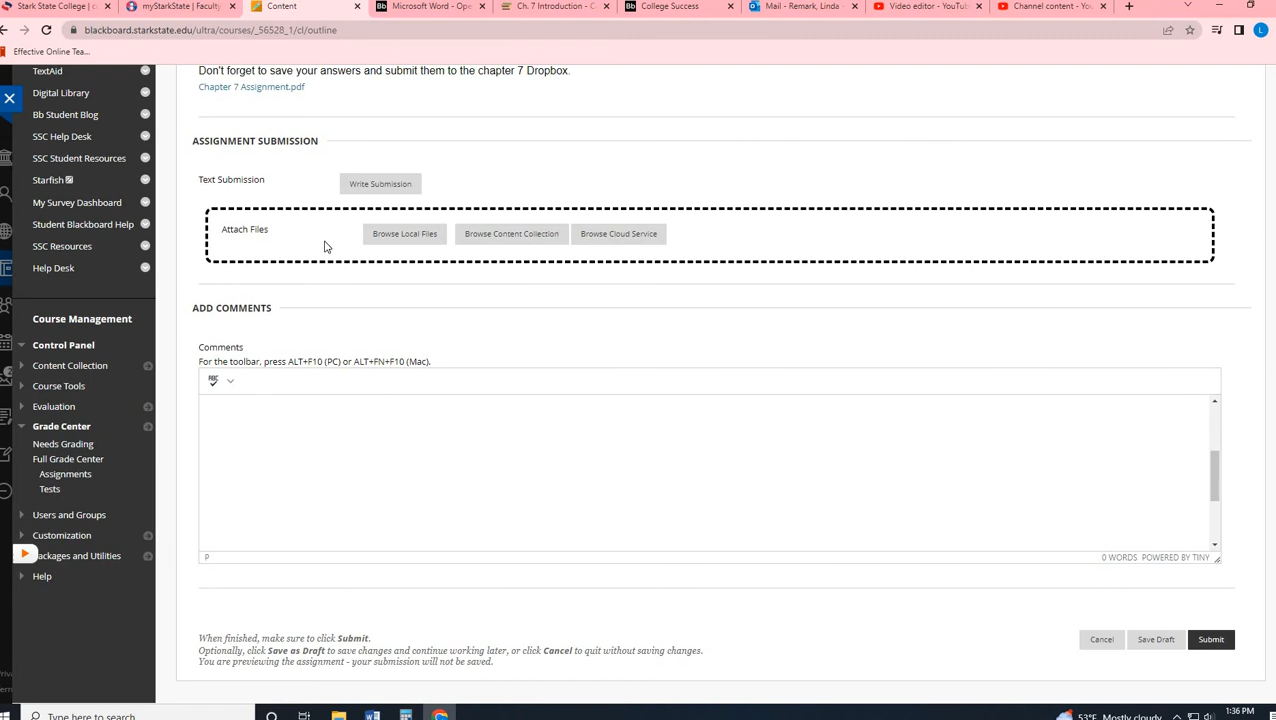 Stark State College | c
myStarkState | Faculty
Content
Microsoft Word - Ope
Ch. 7 Introduction - C
College Success
Mail - Remark, Linda
Video editor - YouTub
Channel content - Yo
blackboard.starkstate.edu/ultra/courses/_56528_1/cl/outline
Effective Online Tea...
TextAid
Digital Library
Bb Student Blog
SSC Help Desk
SSC Student Resources
Starfish
My Survey Dashboard
Student Blackboard Help
SSC Resources
Help Desk
Course Management
Control Panel
Content Collection
Course Tools
Evaluation
Grade Center
Needs Grading
Full Grade Center
Assignments
Tests
Users and Groups
Customization
Packages and Utilities
Help
Don't forget to save your answers and submit them to the chapter 7 Dropbox.
Chapter 7 Assignment.pdf
ASSIGNMENT SUBMISSION
Text Submission
Write Submission
Attach Files
Browse Local Files
Browse Content Collection
Browse Cloud Service
ADD COMMENTS
Comments
For the toolbar, press ALT+F10 (PC) or ALT+FN+F10 (Mac).
P
0 WORDS POWERED BY TINY
When finished, make sure to click Submit.
Optionally, click Save as Draft to save changes and continue working later, or click Cancel to quit without saving changes.
You are previewing the assignment - your submission will not be saved.
Cancel
Save Draft
Submit
Type here to search
53°F Mostly cloudy
1:36 PM